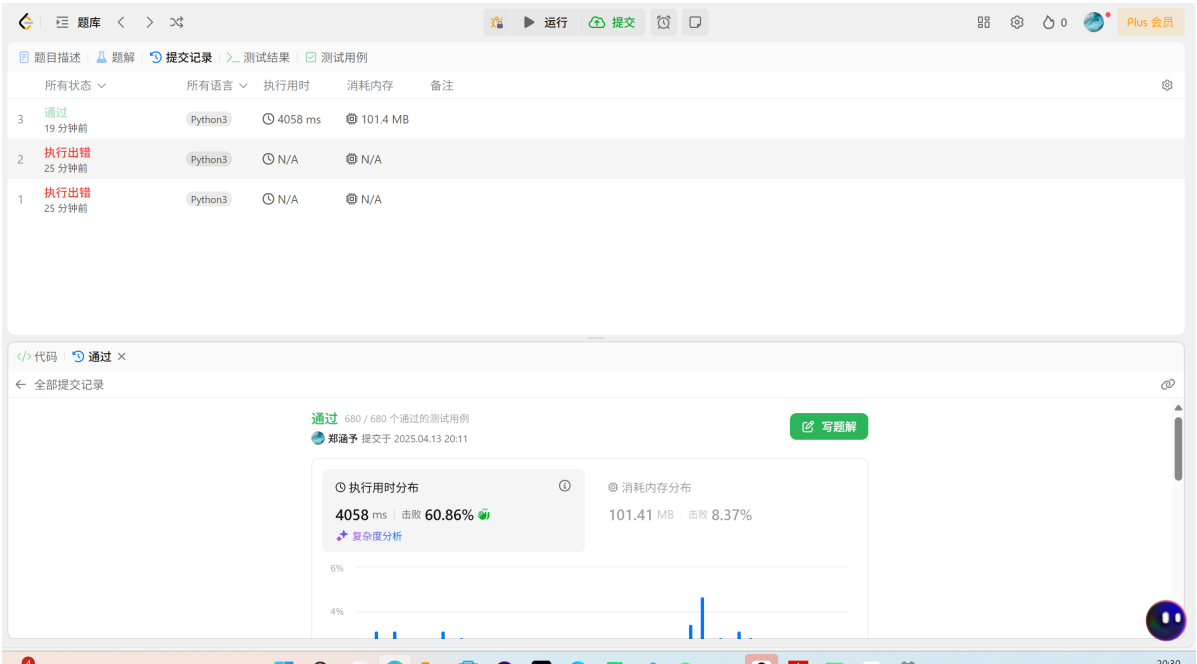 题库 运行 提交 0 Plus 会员
题目描述 题解 提交记录 测试结果 测试用例
所有状态 所有语言 执行用时 消耗内存 备注
3 通过 Python3 4058 ms 101.4 MB
19 分钟前
2 执行出错 Python3 N/A N/A
25 分钟前
1 执行出错 Python3 N/A N/A
25 分钟前
</>代码 通过
全部提交记录
通过 680 / 680 个通过的测试用例 写题解
郑涵予 提交于 2025.04.13 20:11
执行用时分布 消耗内存分布
4058 ms 击败 60.86% 101.41 MB 击败 8.37%
复杂度分析
6%
4%